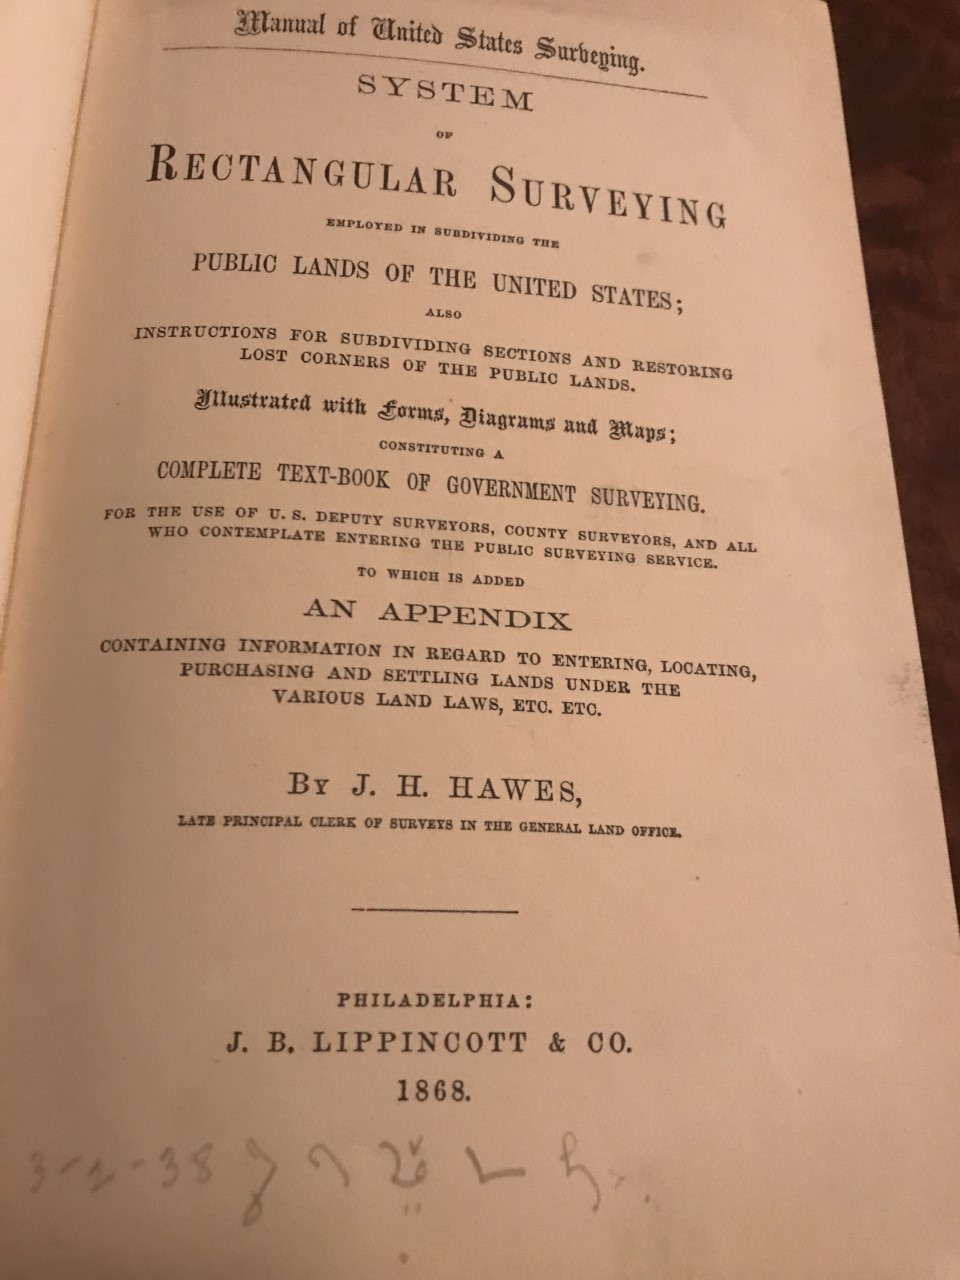 Manual of United States Surveying.
SYSTEM
OF
RECTANGULAR SURVEYING
EMPLOYED IN SUBDIVIDING THE
PUBLIC LANDS OF THE UNITED STATES;
ALSO
INSTRUCTIONS FOR SUBDIVIDING SECTIONS AND RESTORING
LOST CORNERS OF THE PUBLIC LANDS.
Illustrated with Forms, Diagrams and Maps;
CONSTITUTING A
COMPLETE TEXT-BOOK OF GOVERNMENT SURVEYING.
FOR THE USE OF U. S. DEPUTY SURVEYORS, COUNTY SURVEYORS, AND ALL
WHO CONTEMPLATE ENTERING THE PUBLIC SURVEYING SERVICE.
TO WHICH IS ADDED
AN APPENDIX
CONTAINING INFORMATION IN REGARD TO ENTERING, LOCATING,
PURCHASING AND SETTLING LANDS UNDER THE
VARIOUS LAND LAWS, ETC. ETC.
BY J. H. HAWES,
LATE PRINCIPAL CLERK OF SURVEYS IN THE GENERAL LAND OFFICE.
PHILADELPHIA:
J. B. LIPPINCOTT & CO.
1868.
3-2-38